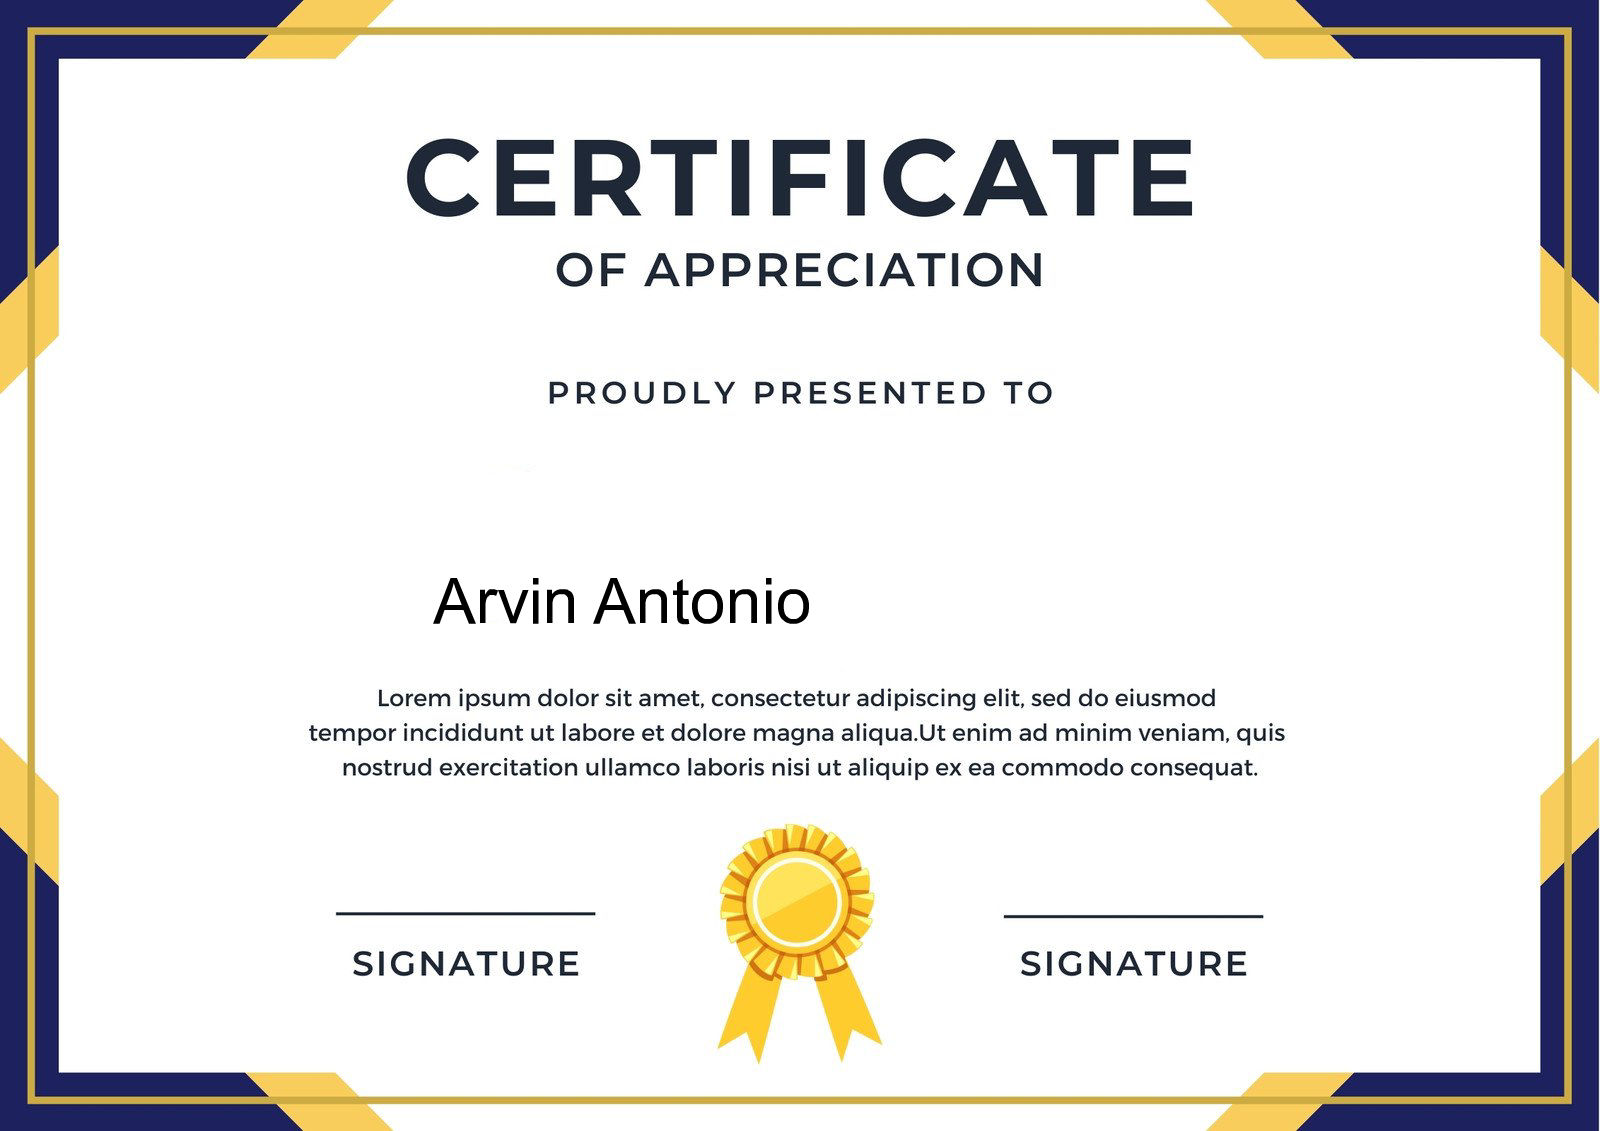 CERTIFICATE
OF APPRECIATION
PROUDLY PRESENTED TO
Arvin Antonio
Lorem ipsum dolor sit amet, consectetur adipiscing elit, sed do eiusmod
tempor incididunt ut labore et dolore magna aliqua.Ut enim ad minim veniam, quis
nostrud exercitation ullamco laboris nisi ut aliquip ex ea commodo consequat.
SIGNATURE
SIGNATURE